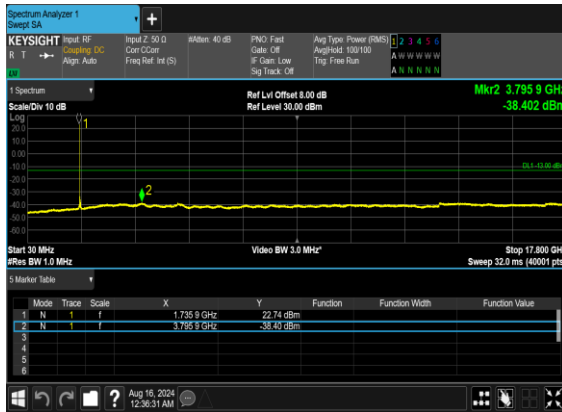 Spectrum Analyzer 1
Swept SA
+
KEYSIGHT
R T
Input: RF
Coupling: DC
Align: Auto
Input Z: 50 Ω
Corr CCorr
Freq Ref: Int (S)
#Atten: 40 dB
PNO: Fast
Gate: Off
IF Gain: Low
Sig Track: Off
Avg Type: Power (RMS)
Avg|Hold: 100/100
Trig: Free Run
1 2 3 4 5 6
A W W W W W
A N N N N N
1 Spectrum
Scale/Div 10 dB
Ref Lvl Offset 8.00 dB
Ref Level 30.00 dBm
Mkr2 3.795 9 GHz
-38.402 dBm
Log
20.0
10.0
0.00
-10.0
-20.0
-30.0
-40.0
-50.0
-60.0
1
2
DL1 -13.00 dBm
Start 30 MHz
#Res BW 1.0 MHz
Video BW 3.0 MHz*
Stop 17.800 GHz
Sweep 32.0 ms (40001 pts)
5 Marker Table
Mode Trace Scale X Y Function Function Width Function Value
1 N 1 f 1.735 9 GHz 22.74 dBm
2 N 1 f 3.795 9 GHz -38.40 dBm
3
4
5
6
?
Aug 16, 2024
12:36:31 AM